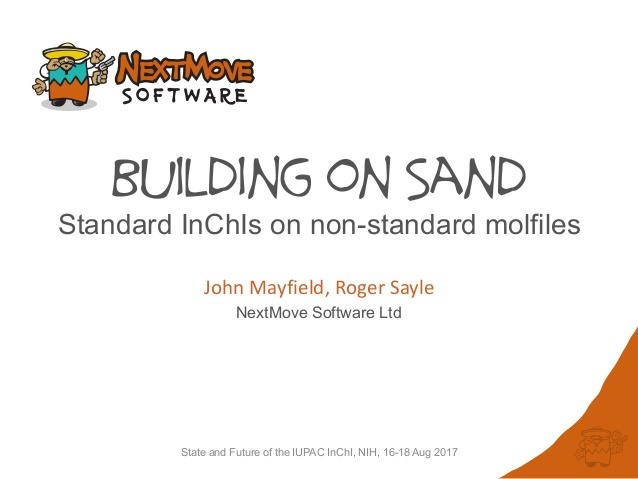 NEXTMOVE
SOFTWARE
BUILDING ON SAND
Standard InChIs on non-standard molfiles
John Mayfield, Roger Sayle
NextMove Software Ltd
State and Future of the IUPAC InChI, NIH, 16-18 Aug 2017